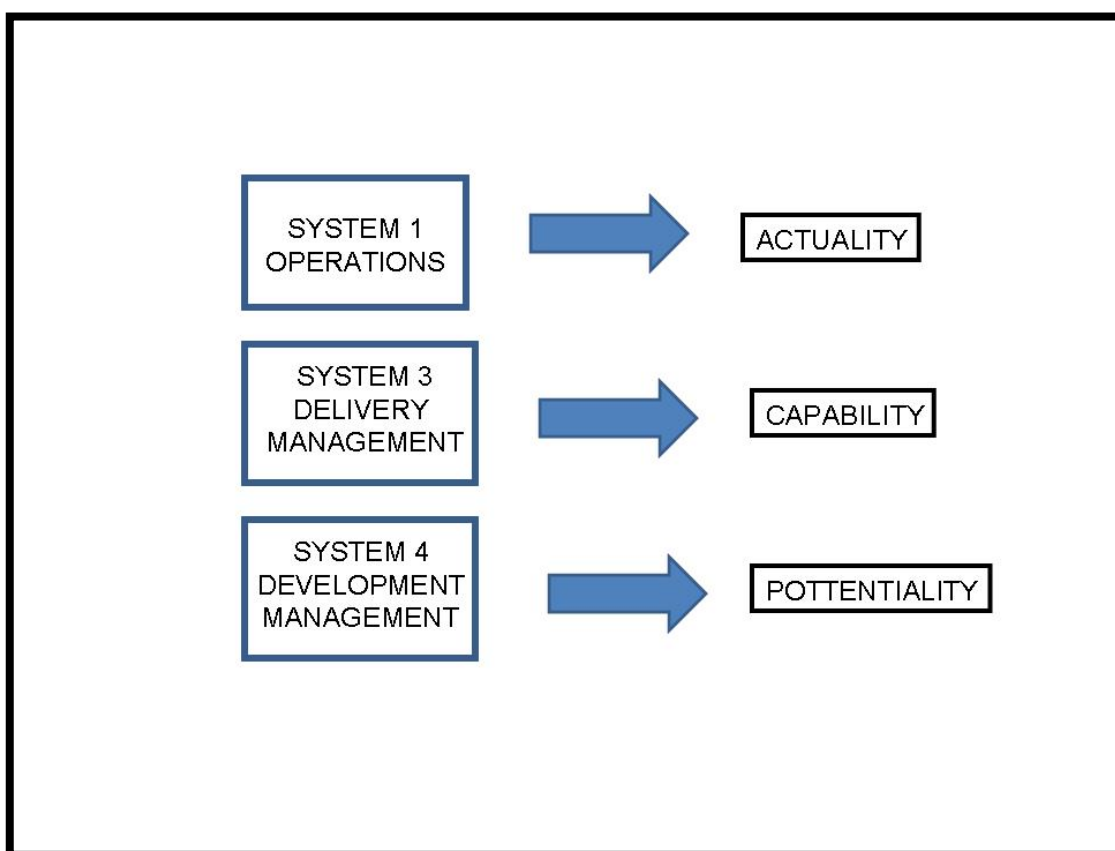 SYSTEM 1
OPERATIONS
ACTUALITY
SYSTEM 3
DELIVERY
MANAGEMENT
CAPABILITY
SYSTEM 4
DEVELOPMENT
MANAGEMENT
POTTENTIALITY